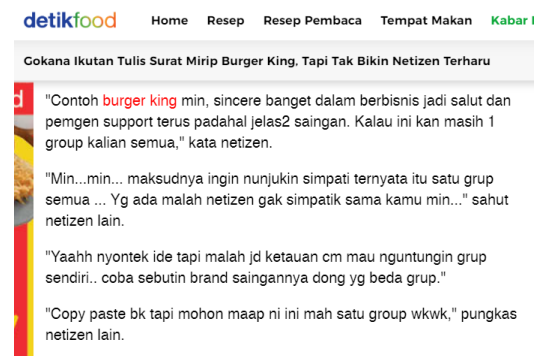 detikfood Home Resep Resep Pembaca Tempat Makan Kabar
Gokana Ikutan Tulis Surat Mirip Burger King, Tapi Tak Bikin Netizen Terharu
"Contoh burger king min, sincere banget dalam berbisnis jadi salut dan
pemgen support terus padahal jelas2 saingan. Kalau ini kan masih 1
group kalian semua," kata netizen.
"Min...min... maksudnya ingin nunjukin simpati ternyata itu satu grup
semua ... Yg ada malah netizen gak simpatik sama kamu min..." sahut
netizen lain.
"Yaahh nyontek ide tapi malah jd ketauan cm mau nguntungin grup
sendiri.. coba sebutin brand saingannya dong yg beda grup."
"Copy paste bk tapi mohon maap ni ini mah satu group wkwk," pungkas
netizen lain.